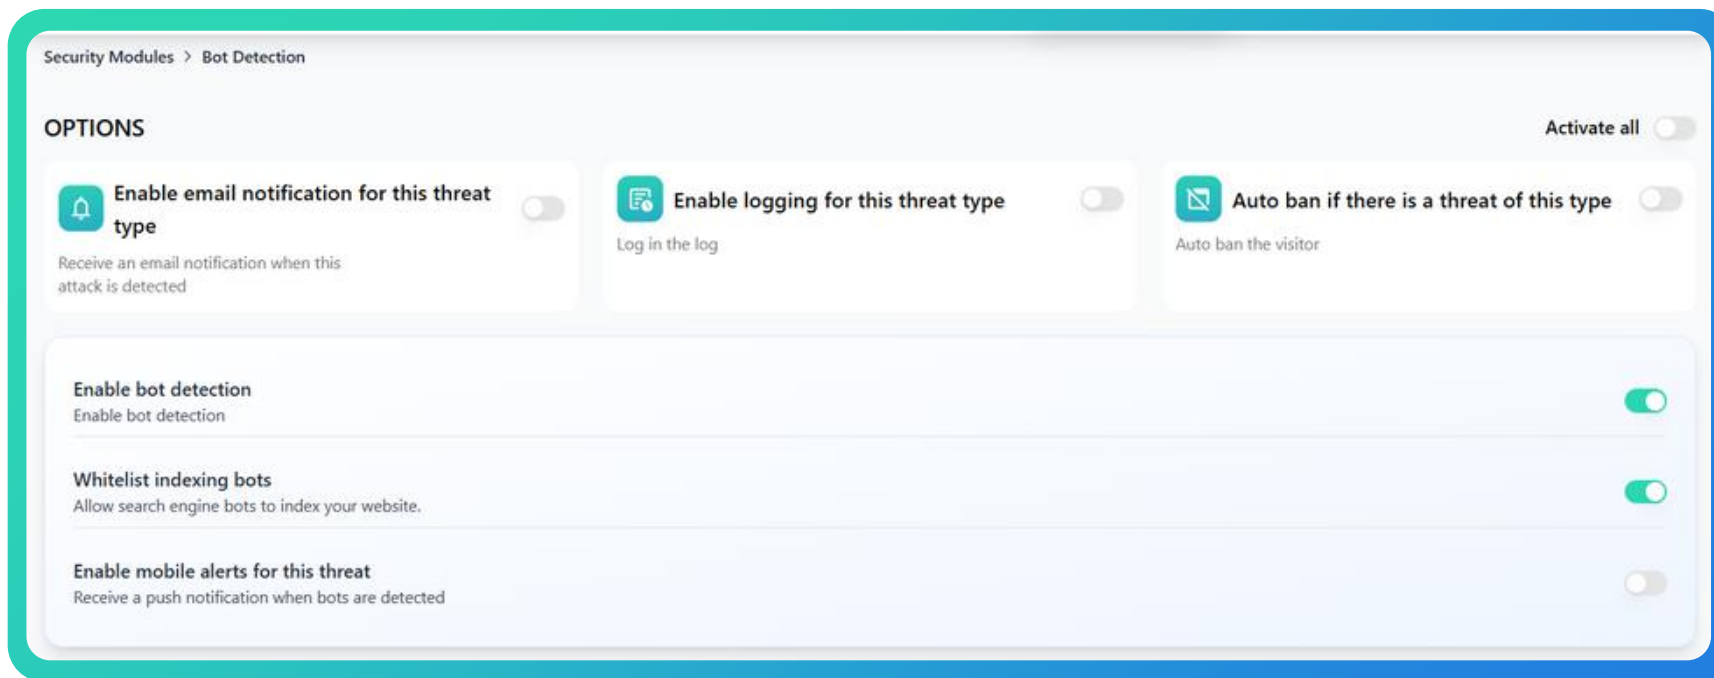 Security Modules > Bot Detection
OPTIONS
Activate all
Enable email notification for this threat
type
Receive an email notification when this
attack is detected
Enable logging for this threat type
Log in the log
Auto ban if there is a threat of this type
Auto ban the visitor
Enable bot detection
Enable bot detection
Whitelist indexing bots
Allow search engine bots to index your website.
Enable mobile alerts for this threat
Receive a push notification when bots are detected